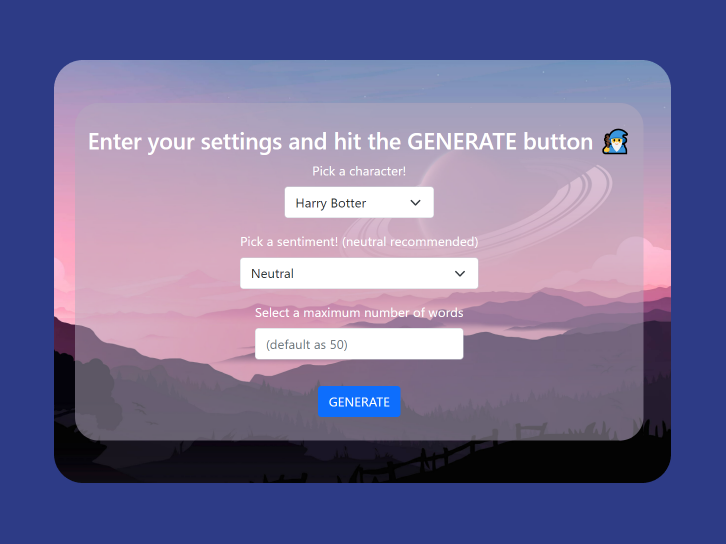 Enter your settings and hit the GENERATE button
Pick a character!
Harry Botter
Pick a sentiment! (neutral recommended)
Neutral
Select a maximum number of words
(default as 50)
GENERATE